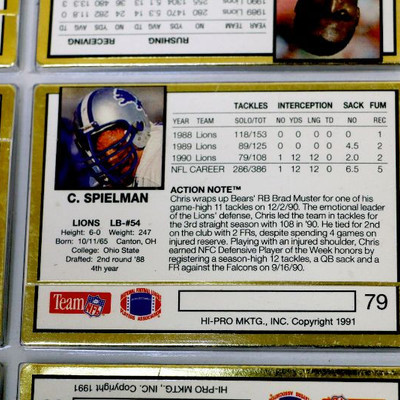 RECEIVING RUSHING
TACKLES INTERCEPTION SACK FUM
YEAR TEAM SOLO/TOT NO YDS LNG TD NO REC
1988 Lions 118/153 0 0 0 0 1
1989 Lions 89/125 0 0 0 0 4.5 2
1990 Lions 79/108 1 12 12 0 2.0 2
NFL CAREER 286/386 1 12 12 0 6.5 5
C. SPIELMAN
LIONS LB-#54
Height: 6-0 Weight: 247
Born: 10/11/65 Canton, OH
College: Ohio State
Drafted: 2nd round '88
4th year
ACTION NOTE™
Chris wraps up Bears' RB Brad Muster for one of his
game-high 11 tackles on 12/2/90. The emotional leader
of the Lions' defense, Chris led the team in tackles for
the 3rd straight season with 108 in '90. He tied for 2nd
on the club with 2 FRs, despite spending 4 games on
injured reserve. Playing with an injured shoulder, Chris
earned NFC Defensive Player of the Week honors by
registering a season-high 12 tackles, a QB sack and a
FR against the Falcons on 9/16/90.
Team NFL
79
HI-PRO MKTG., INC. Copyright 1991
HI-PRO MKTG., INC. Copyright 1991